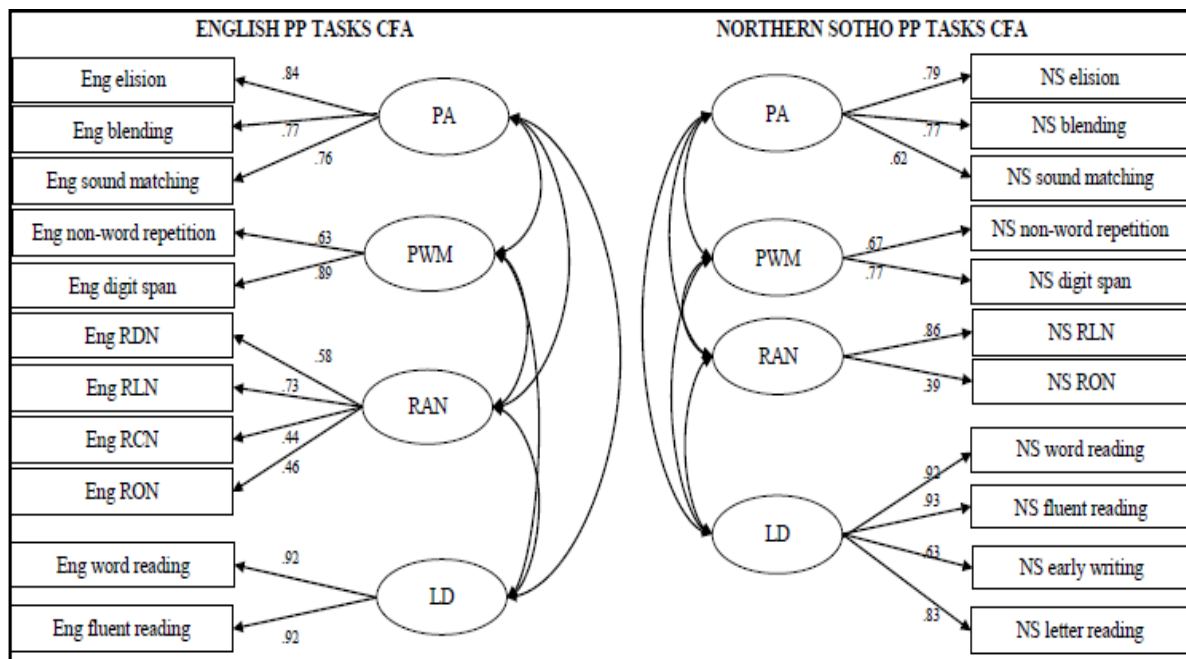 ENGLISH PP TASKS CFA
Eng elision
.84
Eng blending
.77
Eng sound matching
.76
PA
Eng non-word repetition
.63
Eng digit span
.89
PWM
Eng RDN
.58
Eng RLN
.73
Eng RCN
.44
Eng RON
.46
RAN
Eng word reading
.92
Eng fluent reading
.92
LD
NORTHERN SOTHO PP TASKS CFA
PA
.79
NS elision
.77
NS blending
.62
NS sound matching
PWM
.67
NS non-word repetition
.77
NS digit span
RAN
.86
NS RLN
.39
NS RON
LD
.92
NS word reading
.93
NS fluent reading
.63
NS early writing
.83
NS letter reading